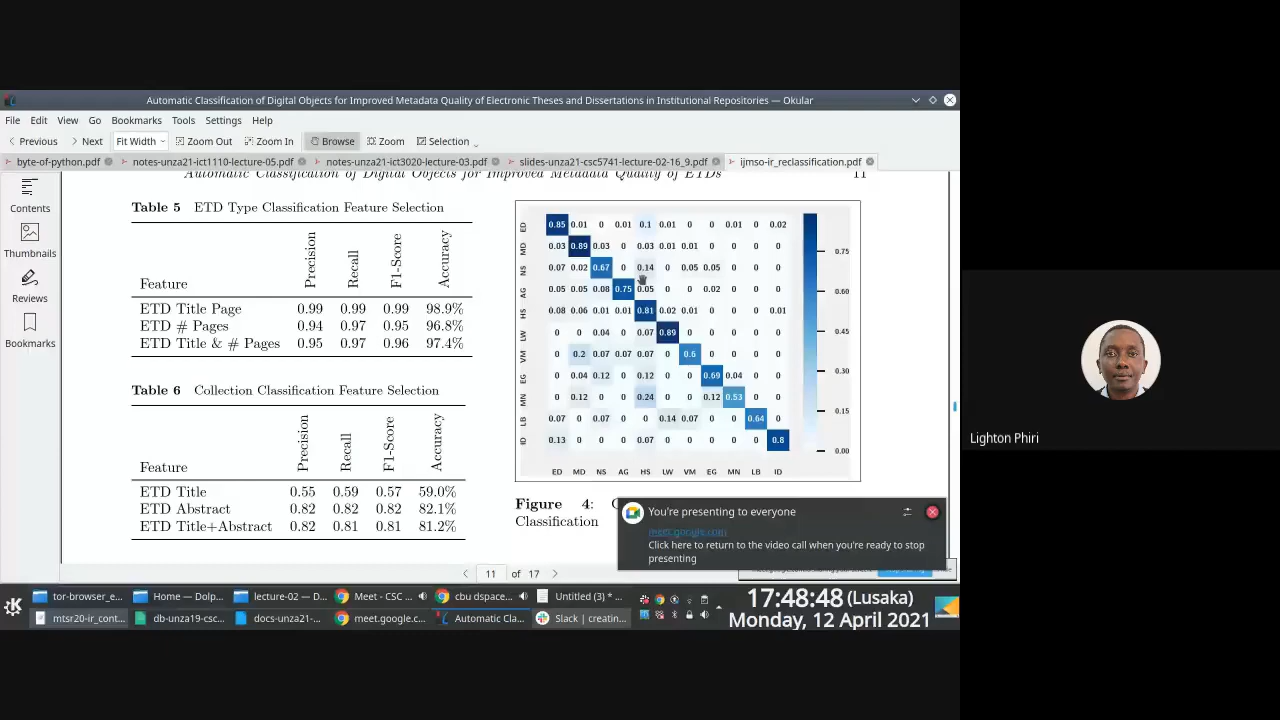 Automatic Classification of Digital Objects for Improved Metadata Quality of Electronic Theses and Dissertations in Institutional Repositories — Okular
File Edit View Go Bookmarks Tools Settings Help
Previous Next Fit Width Zoom Out Zoom In Browse Zoom Selection
byte-of-python.pdf notes-unza21-ict1110-lecture-05.pdf notes-unza21-ict3020-lecture-03.pdf slides-unza21-csc5741-lecture-02-16_9.pdf ijmso-ir_reclassification.pdf
Contents
Thumbnails
Reviews
Bookmarks
Automatic Classification of Digital Objects for Improved Metadata Quality of ETDs 11
Table 5 ETD Type Classification Feature Selection
Feature Precision Recall F1-Score Accuracy
ETD Title Page 0.99 0.99 0.99 98.9%
ETD # Pages 0.94 0.97 0.95 96.8%
ETD Title & # Pages 0.95 0.97 0.96 97.4%
Table 6 Collection Classification Feature Selection
Feature Precision Recall F1-Score Accuracy
ETD Title 0.55 0.59 0.57 59.0%
ETD Abstract 0.82 0.82 0.82 82.1%
ETD Title+Abstract 0.82 0.81 0.81 81.2%
ED 0.85 0.01 0 0.01 0.1 0.01 0 0 0.01 0 0.02
MD 0.03 0.89 0.03 0 0.03 0.01 0.01 0 0 0 0
NS 0.07 0.02 0.67 0 0.14 0 0.05 0.05 0 0 0
AG 0.05 0.05 0.08 0.75 0.05 0 0 0.02 0 0 0
HS 0.08 0.06 0.01 0.01 0.81 0.02 0.01 0 0 0 0.01
LW 0 0 0.04 0 0.07 0.89 0 0 0 0 0
VM 0 0.2 0.07 0.07 0.07 0 0.6 0 0 0 0
EG 0 0.04 0.12 0 0.12 0 0 0.69 0.04 0 0
MN 0 0.12 0 0 0.24 0 0 0.12 0.53 0 0
LB 0.07 0 0.07 0 0 0.14 0.07 0 0 0.64 0
ID 0.13 0 0 0 0.07 0 0 0 0 0 0.8
ED MD NS AG HS LW VM EG MN LB ID
0.75
0.60
0.45
0.30
0.15
0.00
Figure 4:
Classification
You're presenting to everyone
meet.google.com
Click here to return to the video call when you're ready to stop
presenting
11 of 17
tor-browser_e... Home — Dolp... lecture-02 — D... Meet - CSC ... cbu dspace... Untitled (3) * ...
mtsr20-ir_cont... db-unza19-csc... docs-unza21-... meet.google.c... Automatic Cla... Slack | creatin...
17:48:48 (Lusaka)
Monday, 12 April 2021
Lighton Phiri